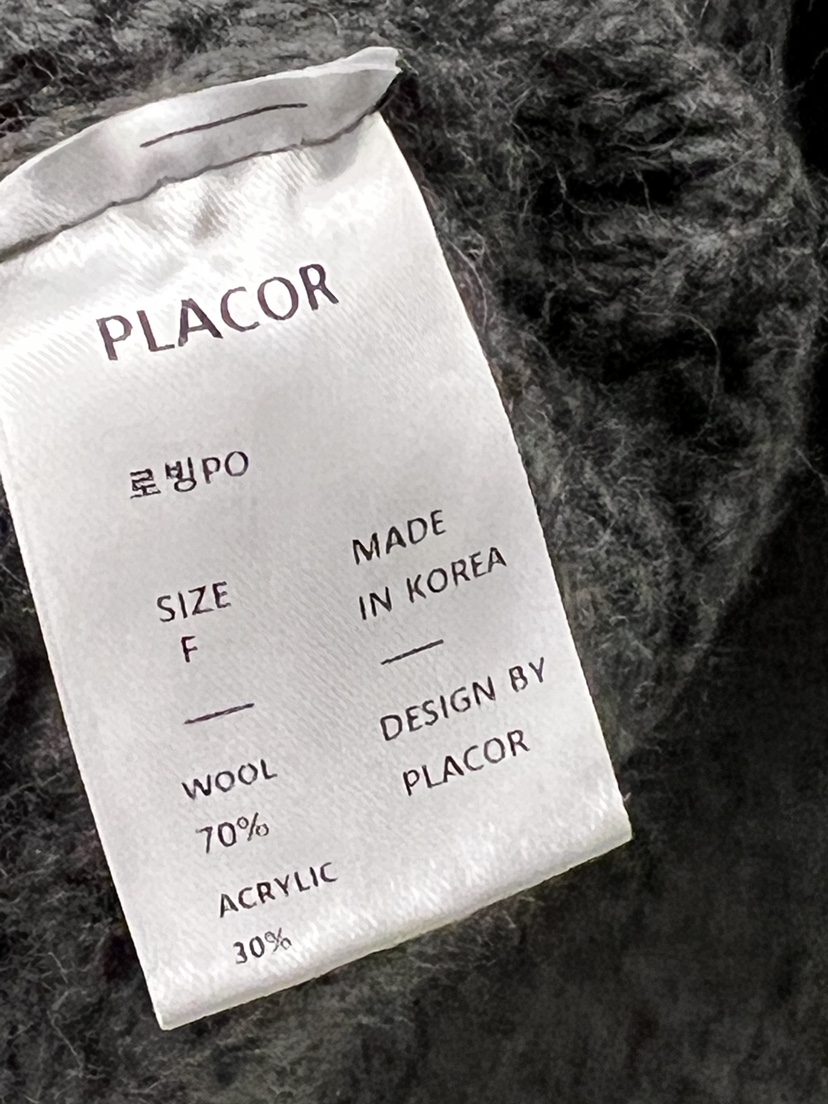 PLACOR
로빙PO
SIZE
F
WOOL
70%
ACRYLIC
30%
MADE
IN KOREA
DESIGN BY
PLACOR